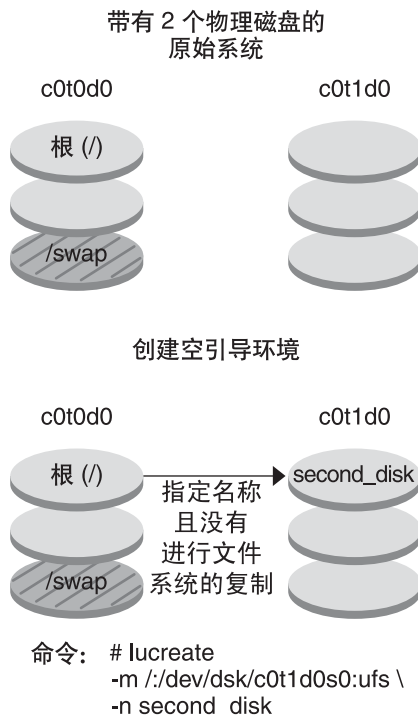 带有 2 个物理磁盘的
原始系统
c0t0d0
c0t1d0
根 (/)
/swap
创建空引导环境
c0t0d0
c0t1d0
根 (/)
second_disk
指定名称
且没有
进行文件
系统的复制
/swap
命令： # lucreate
-m /:/dev/dsk/c0t1d0s0:ufs \
-n second_disk